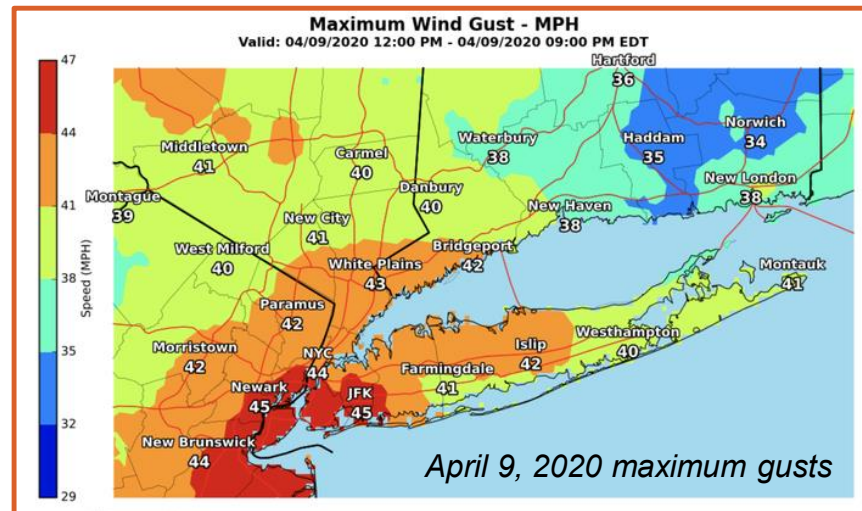 Maximum Wind Gust - MPH
Valid: 04/09/2020 12:00 PM - 04/09/2020 09:00 PM EDT
47
44
41
38
35
32
29
Speed (MPH)
Hartford
36
Middletown
41
Carmel
40
Waterbury
38
Haddam
35
Norwich
34
Montague
39
Danbury
40
New London
38
New City
41
New Haven
38
West Milford
40
White Plains
43
Bridgeport
42
Montauk
41
Paramus
42
Morristown
42
NYC
44
Farmingdale
41
Islip
42
Westhampton
40
Newark
45
JFK
45
New Brunswick
44
April 9, 2020 maximum gusts